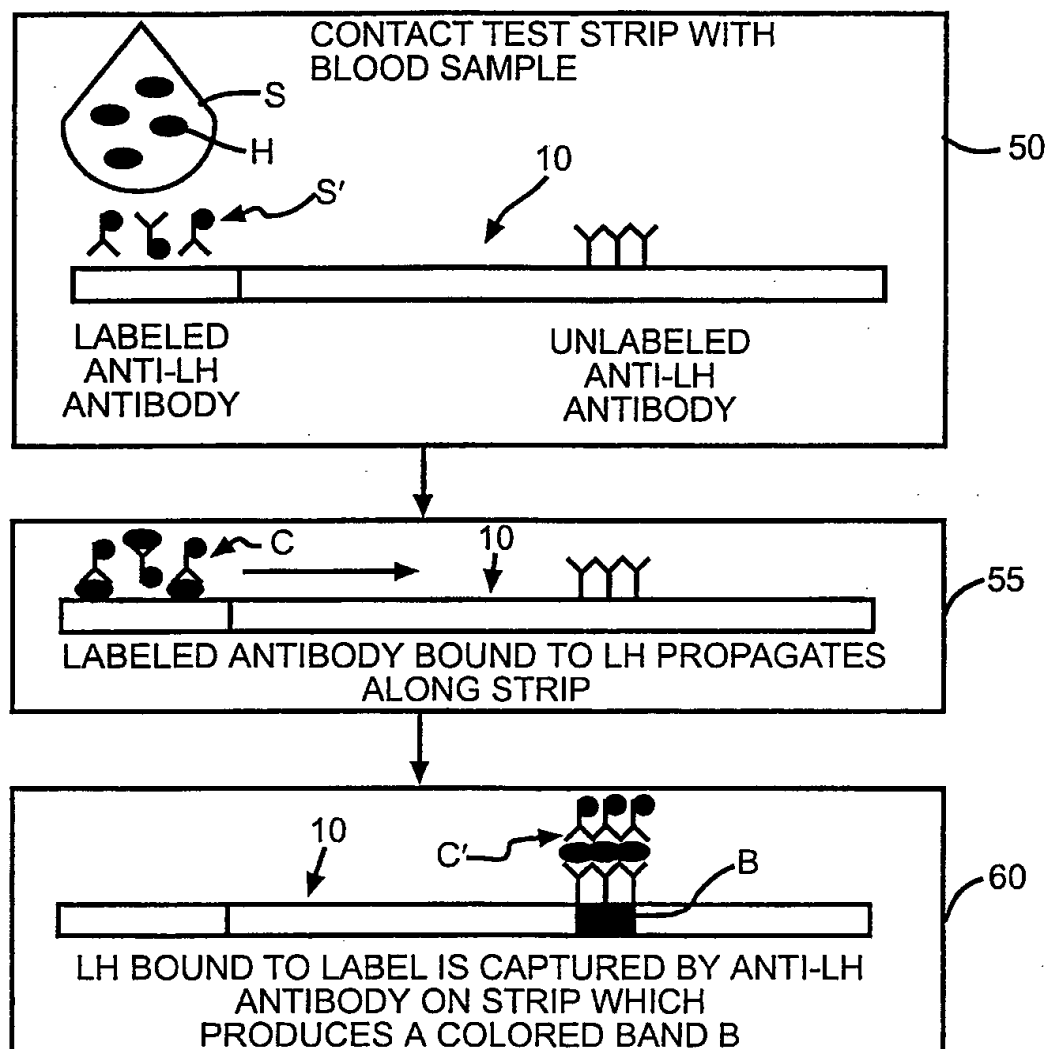 CONTACT TEST STRIP WITH
BLOOD SAMPLE
S
H
50
10
S'
LABELED
ANTI-LH
ANTIBODY
UNLABELED
ANTI-LH
ANTIBODY
C
10
55
LABELED ANTIBODY BOUND TO LH PROPAGATES
ALONG STRIP
10
C'
B
60
LH BOUND TO LABEL IS CAPTURED BY ANTI-LH
ANTIBODY ON STRIP WHICH
PRODUCES A COLORED BAND B